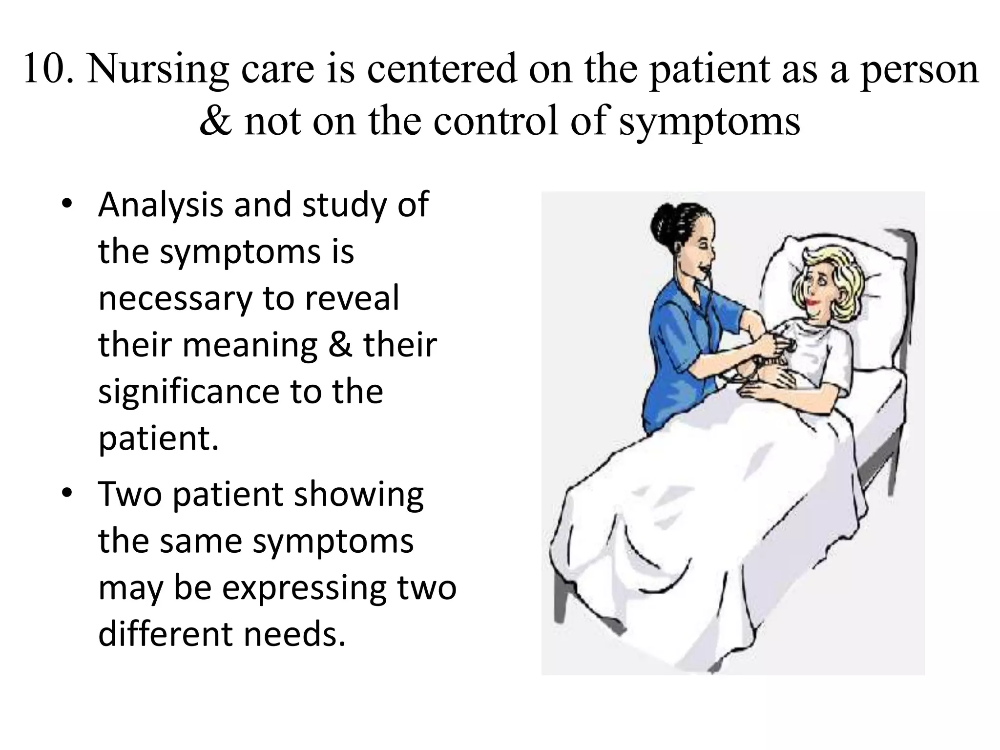 10. Nursing care is centered on the patient as a person
& not on the control of symptoms
• Analysis and study of
the symptoms is
necessary to reveal
their meaning & their
significance to the
patient.
• Two patient showing
the same symptoms
may be expressing two
different needs.